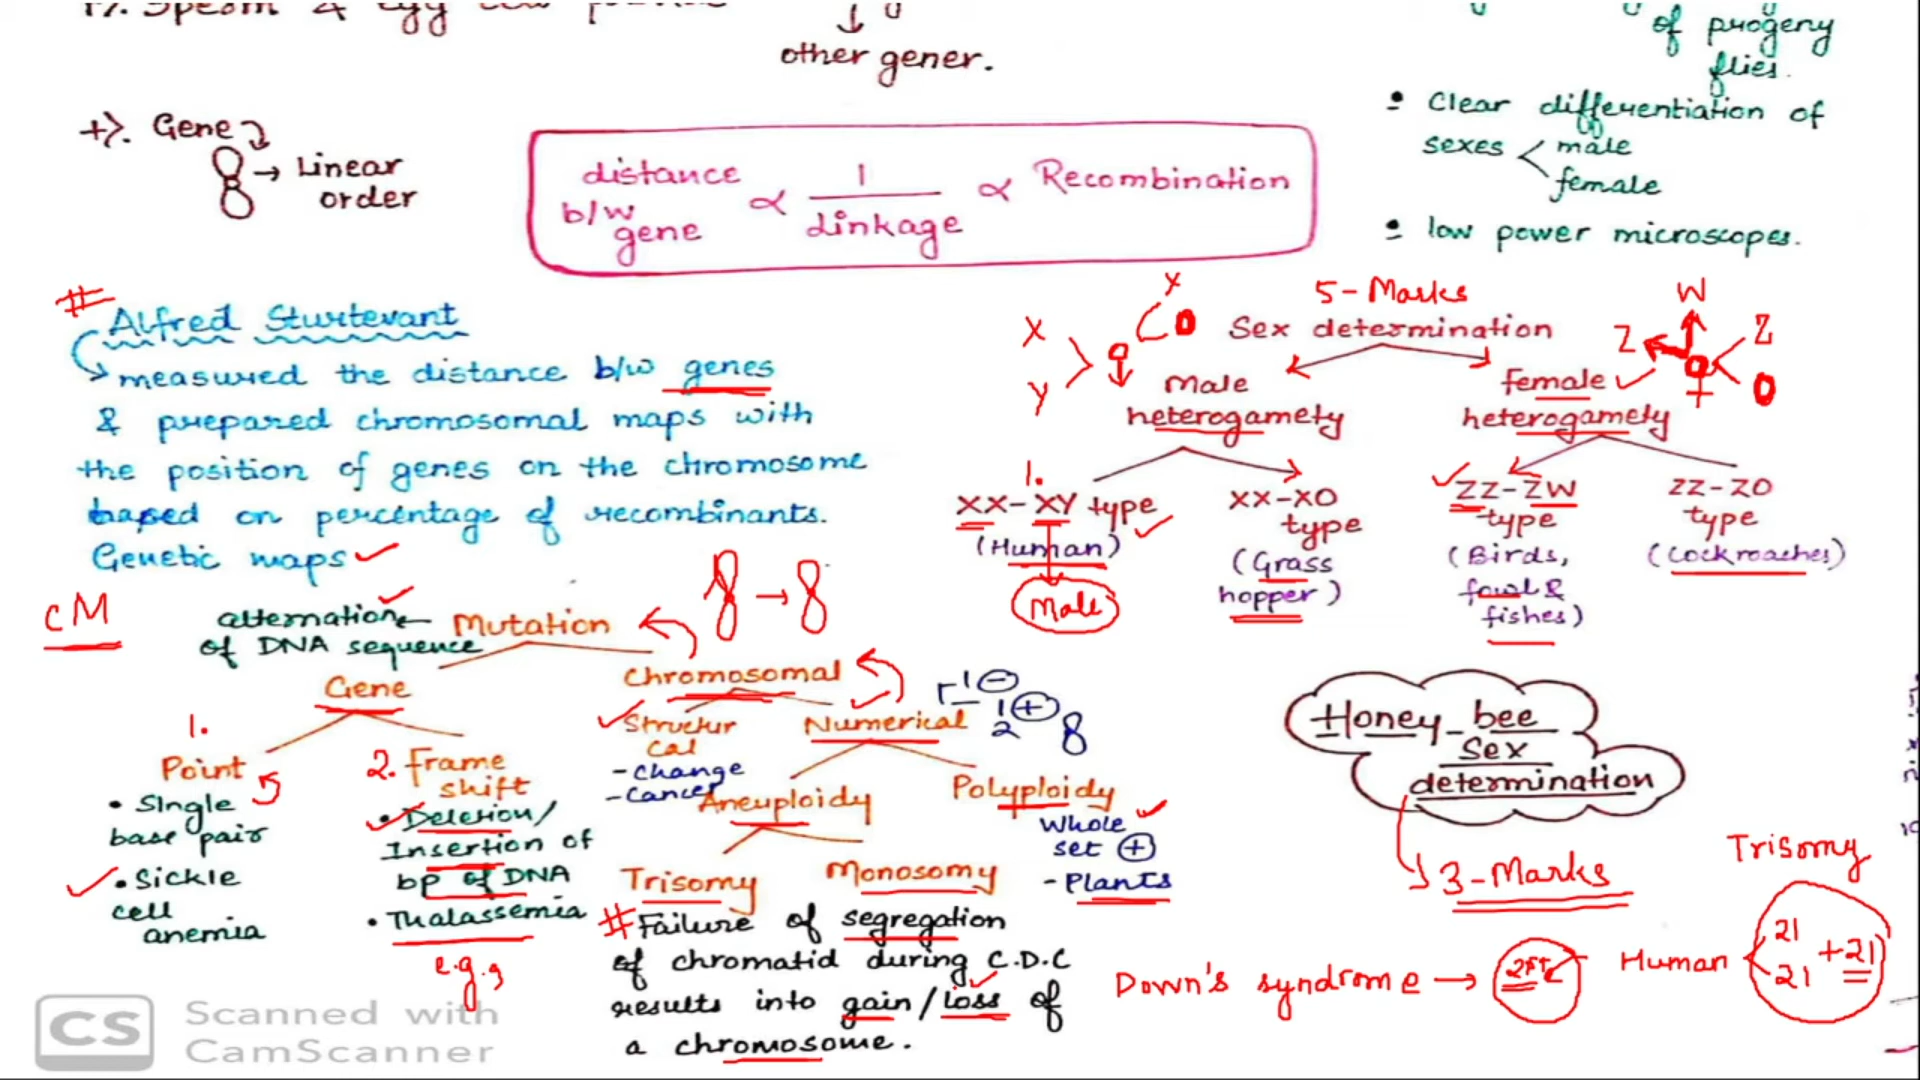 other gener.
of progeny
flies.
Clear differentiation of
sexes male
female
low power microscopes.
+>. Gene
→ Linear
order
distance
b/w
gene
∝ 1
Linkage
∝ Recombination
# Alfred Sturtevant
measured the distance b/w genes
& prepared chromosomal maps with
the position of genes on the chromosome
based on percentage of recombinants.
Genetic maps
cM
5-Marks
Sex determination
X
Y
X
O
Male
heterogamety
Female
heterogamety
W
Z
Z
O
1.
XX-XY type
(Human)
Male
XX-XO
type
(Grass
hopper)
ZZ-ZW
type
(Birds,
fowl &
fishes)
ZZ-ZO
type
(Cockroaches)
alternation
of DNA sequence
Mutation
Gene
1.
Point
• Single
base pair
• Sickle
cell
anemia
2. Frame
shift
• Deletion/
Insertion of
bp of DNA
• Thalassemia
e.g.,
Chromosomal
Structur
cal
- change
- cancer
Numerical
Aneuploidy
Polyploidy
Whole
set +
- Plants
Trisomy
Monosomy
# Failure of segregation
of chromatid during C.D.C
results into gain/loss of
a chromosome.
Honey bee
Sex
determination
3-Marks
Trisomy
Down's syndrome →
Human
21
21
+21
CS
Scanned with
CamScanner